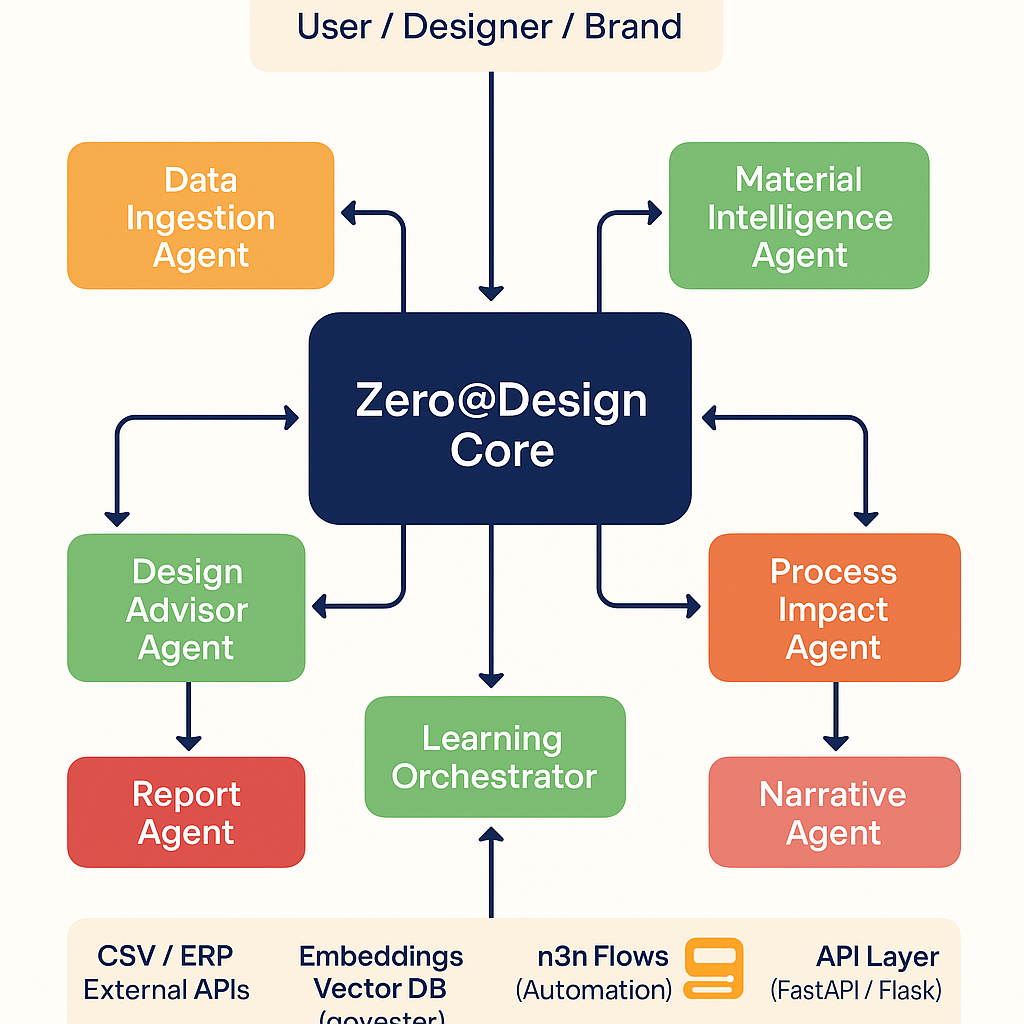 User / Designer / Brand
Data
Ingestion
Agent
Material
Intelligence
Agent
Zero@Design
Core
Design
Advisor
Agent
Process
Impact
Agent
Learning
Orchestrator
Report
Agent
Narrative
Agent
CSV / ERP
External APIs
Embeddings
Vector DB
n3n Flows
(Automation)
API Layer
(FastAPI / Flask)